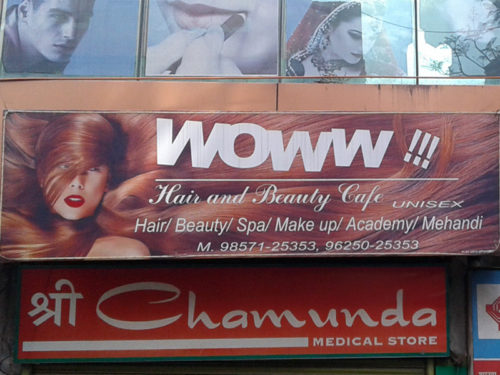 WOWW !!!
Hair and Beauty Cafe UNISEX
Hair/ Beauty/ Spa/ Make up/ Academy/ Mehandi
M. 98571-25353, 96250-25353
श्री Chamunda
MEDICAL STORE